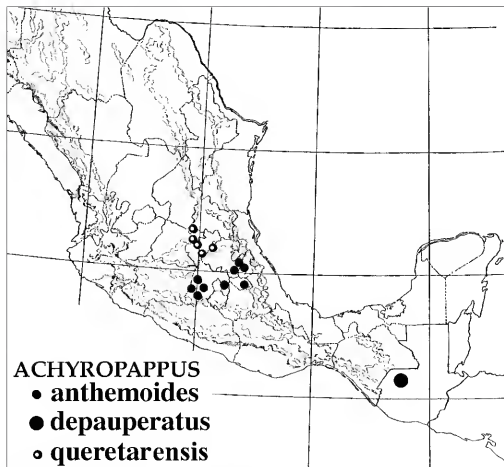 ACHYROPAPPUS
anthemoides
depauperatus
queretarensis